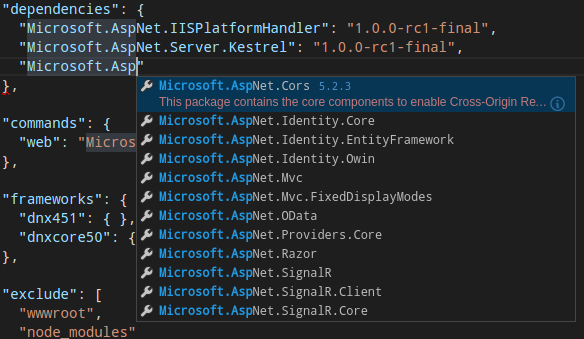 "dependencies": {
"Microsoft.AspNet.IISPlatformHandler": "1.0.0-rc1-final",
"Microsoft.AspNet.Server.Kestrel": "1.0.0-rc1-final",
"Microsoft.Asp"
},
Microsoft.AspNet.Cors 5.2.3
This package contains the core components to enable Cross-Origin Re...
Microsoft.AspNet.Identity.Core
Microsoft.AspNet.Identity.EntityFramework
Microsoft.AspNet.Identity.Owin
Microsoft.AspNet.Mvc
Microsoft.AspNet.Mvc.FixedDisplayModes
Microsoft.AspNet.OData
Microsoft.AspNet.Providers.Core
Microsoft.AspNet.Razor
Microsoft.AspNet.SignalR
Microsoft.AspNet.SignalR.Client
Microsoft.AspNet.SignalR.Core
"commands": {
"web": "Micros
},
"frameworks": {
"dnx451": { },
"dnxcore50": {
},
"exclude": [
"wwwroot",
"node_modules"